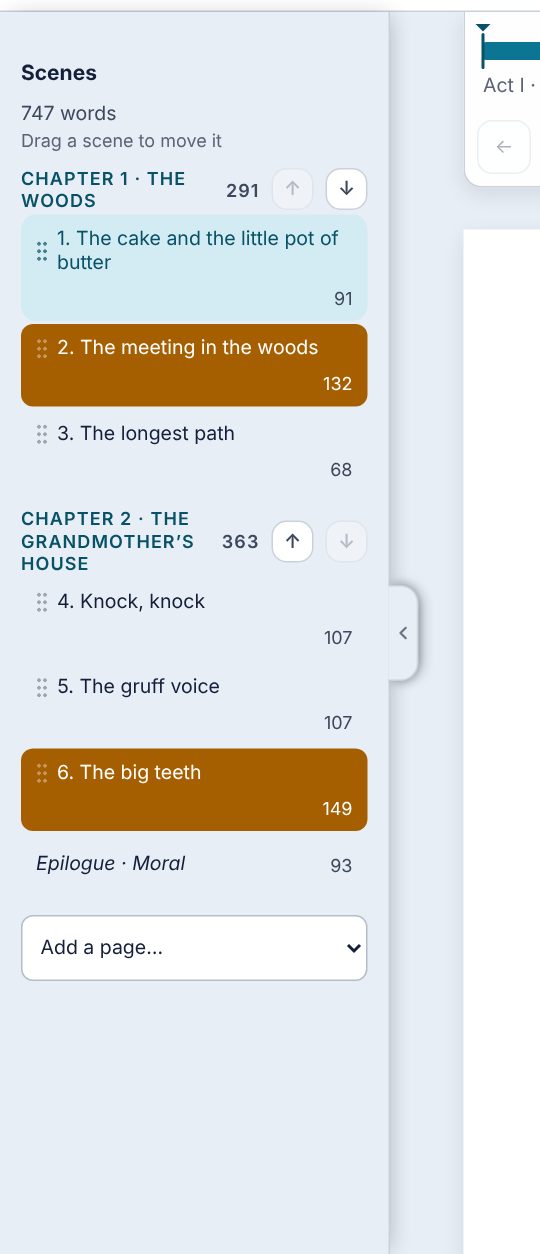 Scenes
747 words
Drag a scene to move it
CHAPTER 1 · THE
WOODS
291
1. The cake and the little pot of
butter
91
2. The meeting in the woods
132
3. The longest path
68
CHAPTER 2 · THE
GRANDMOTHER’S
HOUSE
363
4. Knock, knock
107
5. The gruff voice
107
6. The big teeth
149
Epilogue · Moral
93
Add a page...
Act I ·